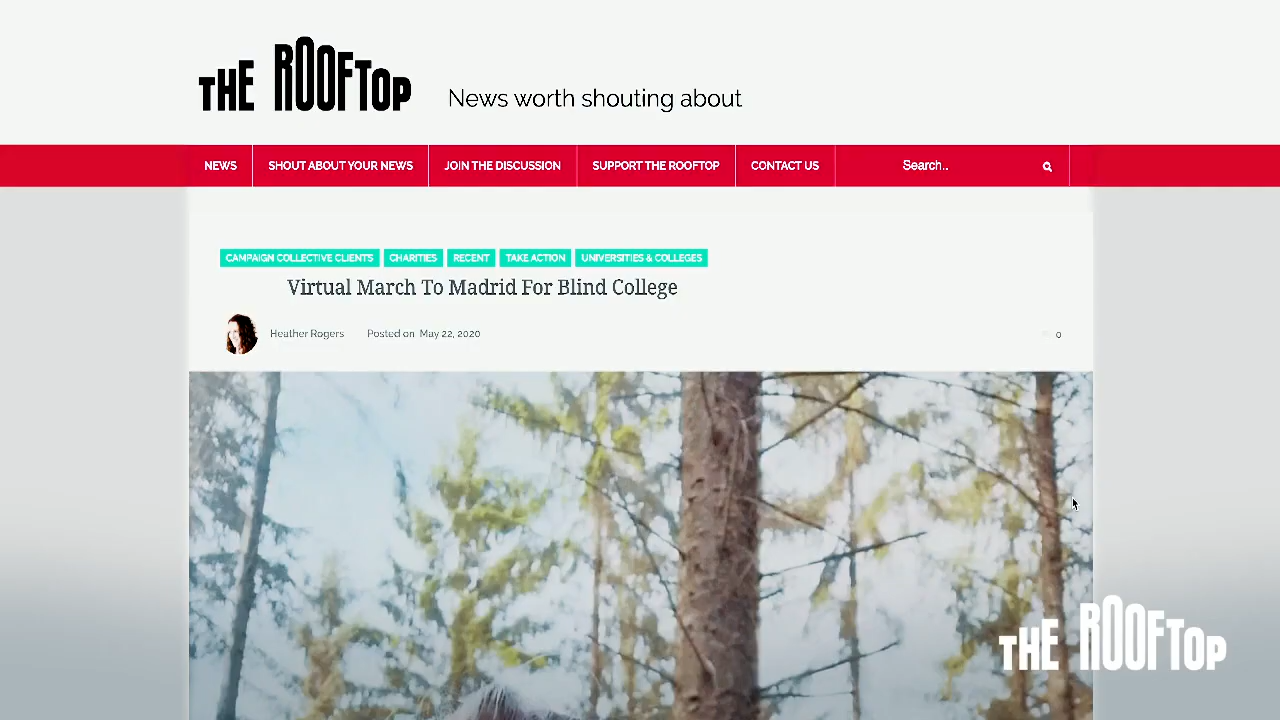 THE ROOFTOP
News worth shouting about
NEWS SHOUT ABOUT YOUR NEWS JOIN THE DISCUSSION SUPPORT THE ROOFTOP CONTACT US Search..
CAMPAIGN COLLECTIVE CLIENTS CHARITIES RECENT TAKE ACTION UNIVERSITIES & COLLEGES
Virtual March To Madrid For Blind College
Heather Rogers Posted on May 22, 2020 0
THE ROOFTOP